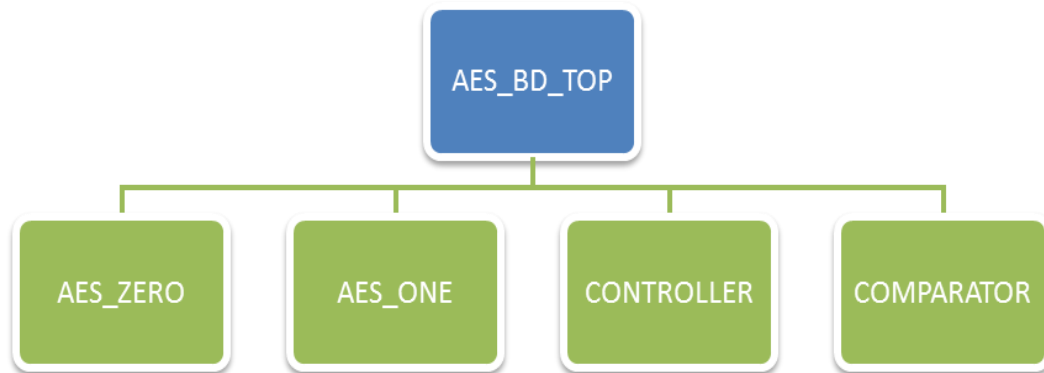 AES_BD_TOP
AES_ZERO
AES_ONE
CONTROLLER
COMPARATOR